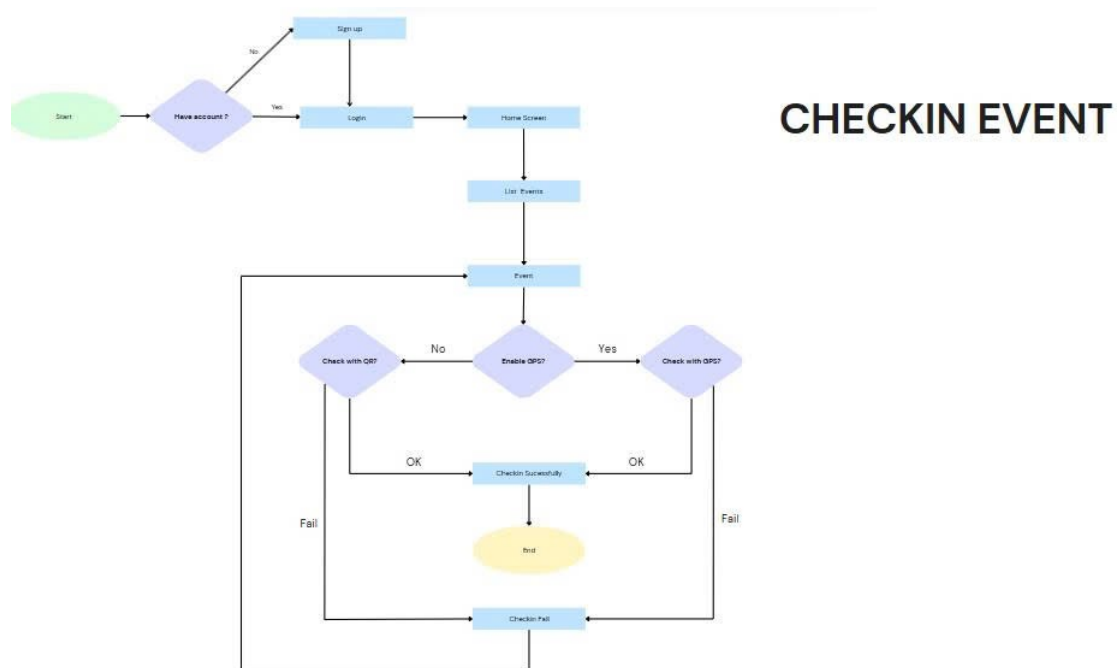 Sign up
No
CHECKIN EVENT
Start
Have account ?
Yes
Login
Home Screen
List Events
Event
Check with QR?
No
Enable GPS?
Yes
Check with GPS?
OK
Checkin Sucessfully
OK
Fail
Fail
End
Checkin Fail